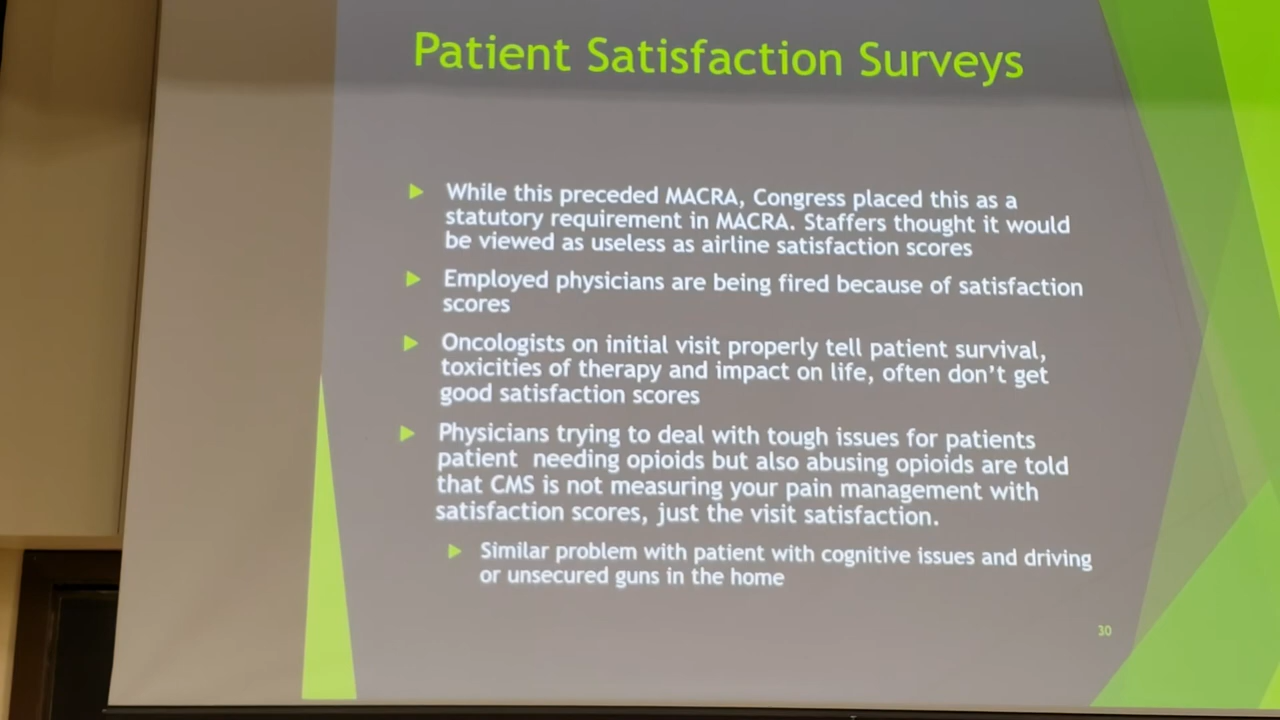 Patient Satisfaction Surveys
While this preceded MACRA, Congress placed this as a
statutory requirement in MACRA. Staffers thought it would
be viewed as useless as airline satisfaction scores
Employed physicians are being fired because of satisfaction
scores
Oncologists on initial visit properly tell patient survival,
toxicities of therapy and impact on life, often don't get
good satisfaction scores
Physicians trying to deal with tough issues for patients
patient needing opioids but also abusing opioids are told
that CMS is not measuring your pain management with
satisfaction scores, just the visit satisfaction.
Similar problem with patient with cognitive issues and driving
or unsecured guns in the home
30